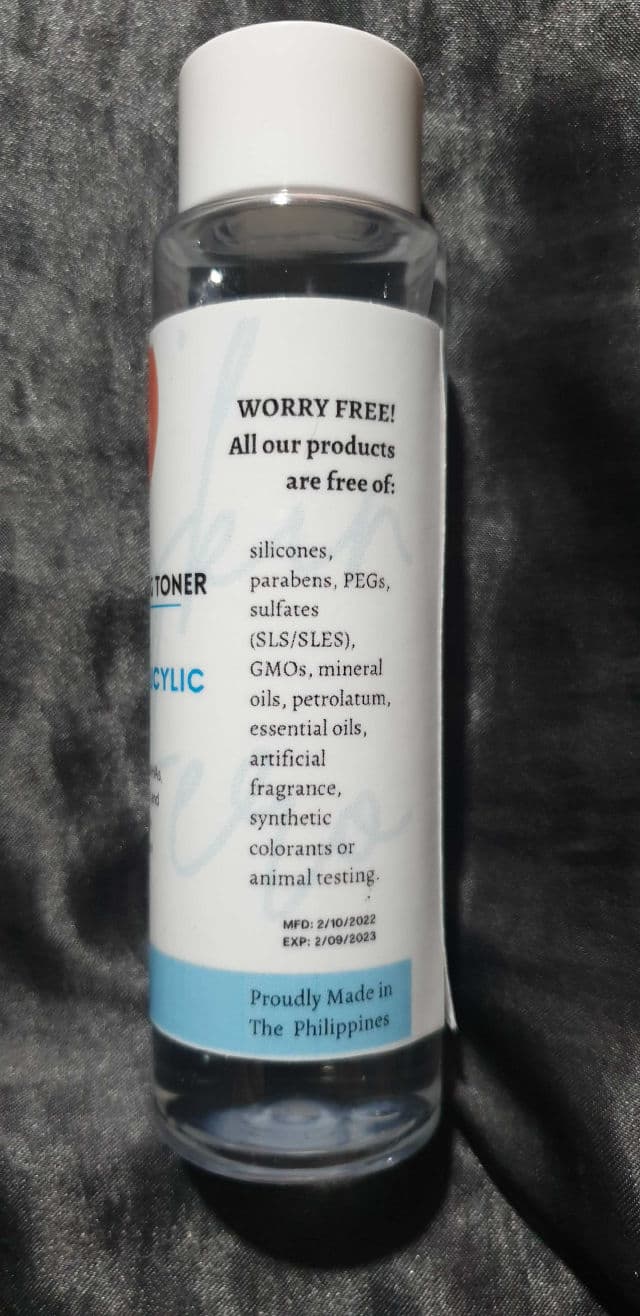 WORRY FREE!
All our products
are free of:
silicones,
parabens, PEGs,
sulfates
(SLS/SLES),
GMOs, mineral
oils, petrolatum,
essential oils,
artificial
fragrance,
synthetic
colorants or
animal testing.
MFD: 2/10/2022
EXP: 2/09/2023
Proudly Made in
The Philippines
TONER
CYLIC